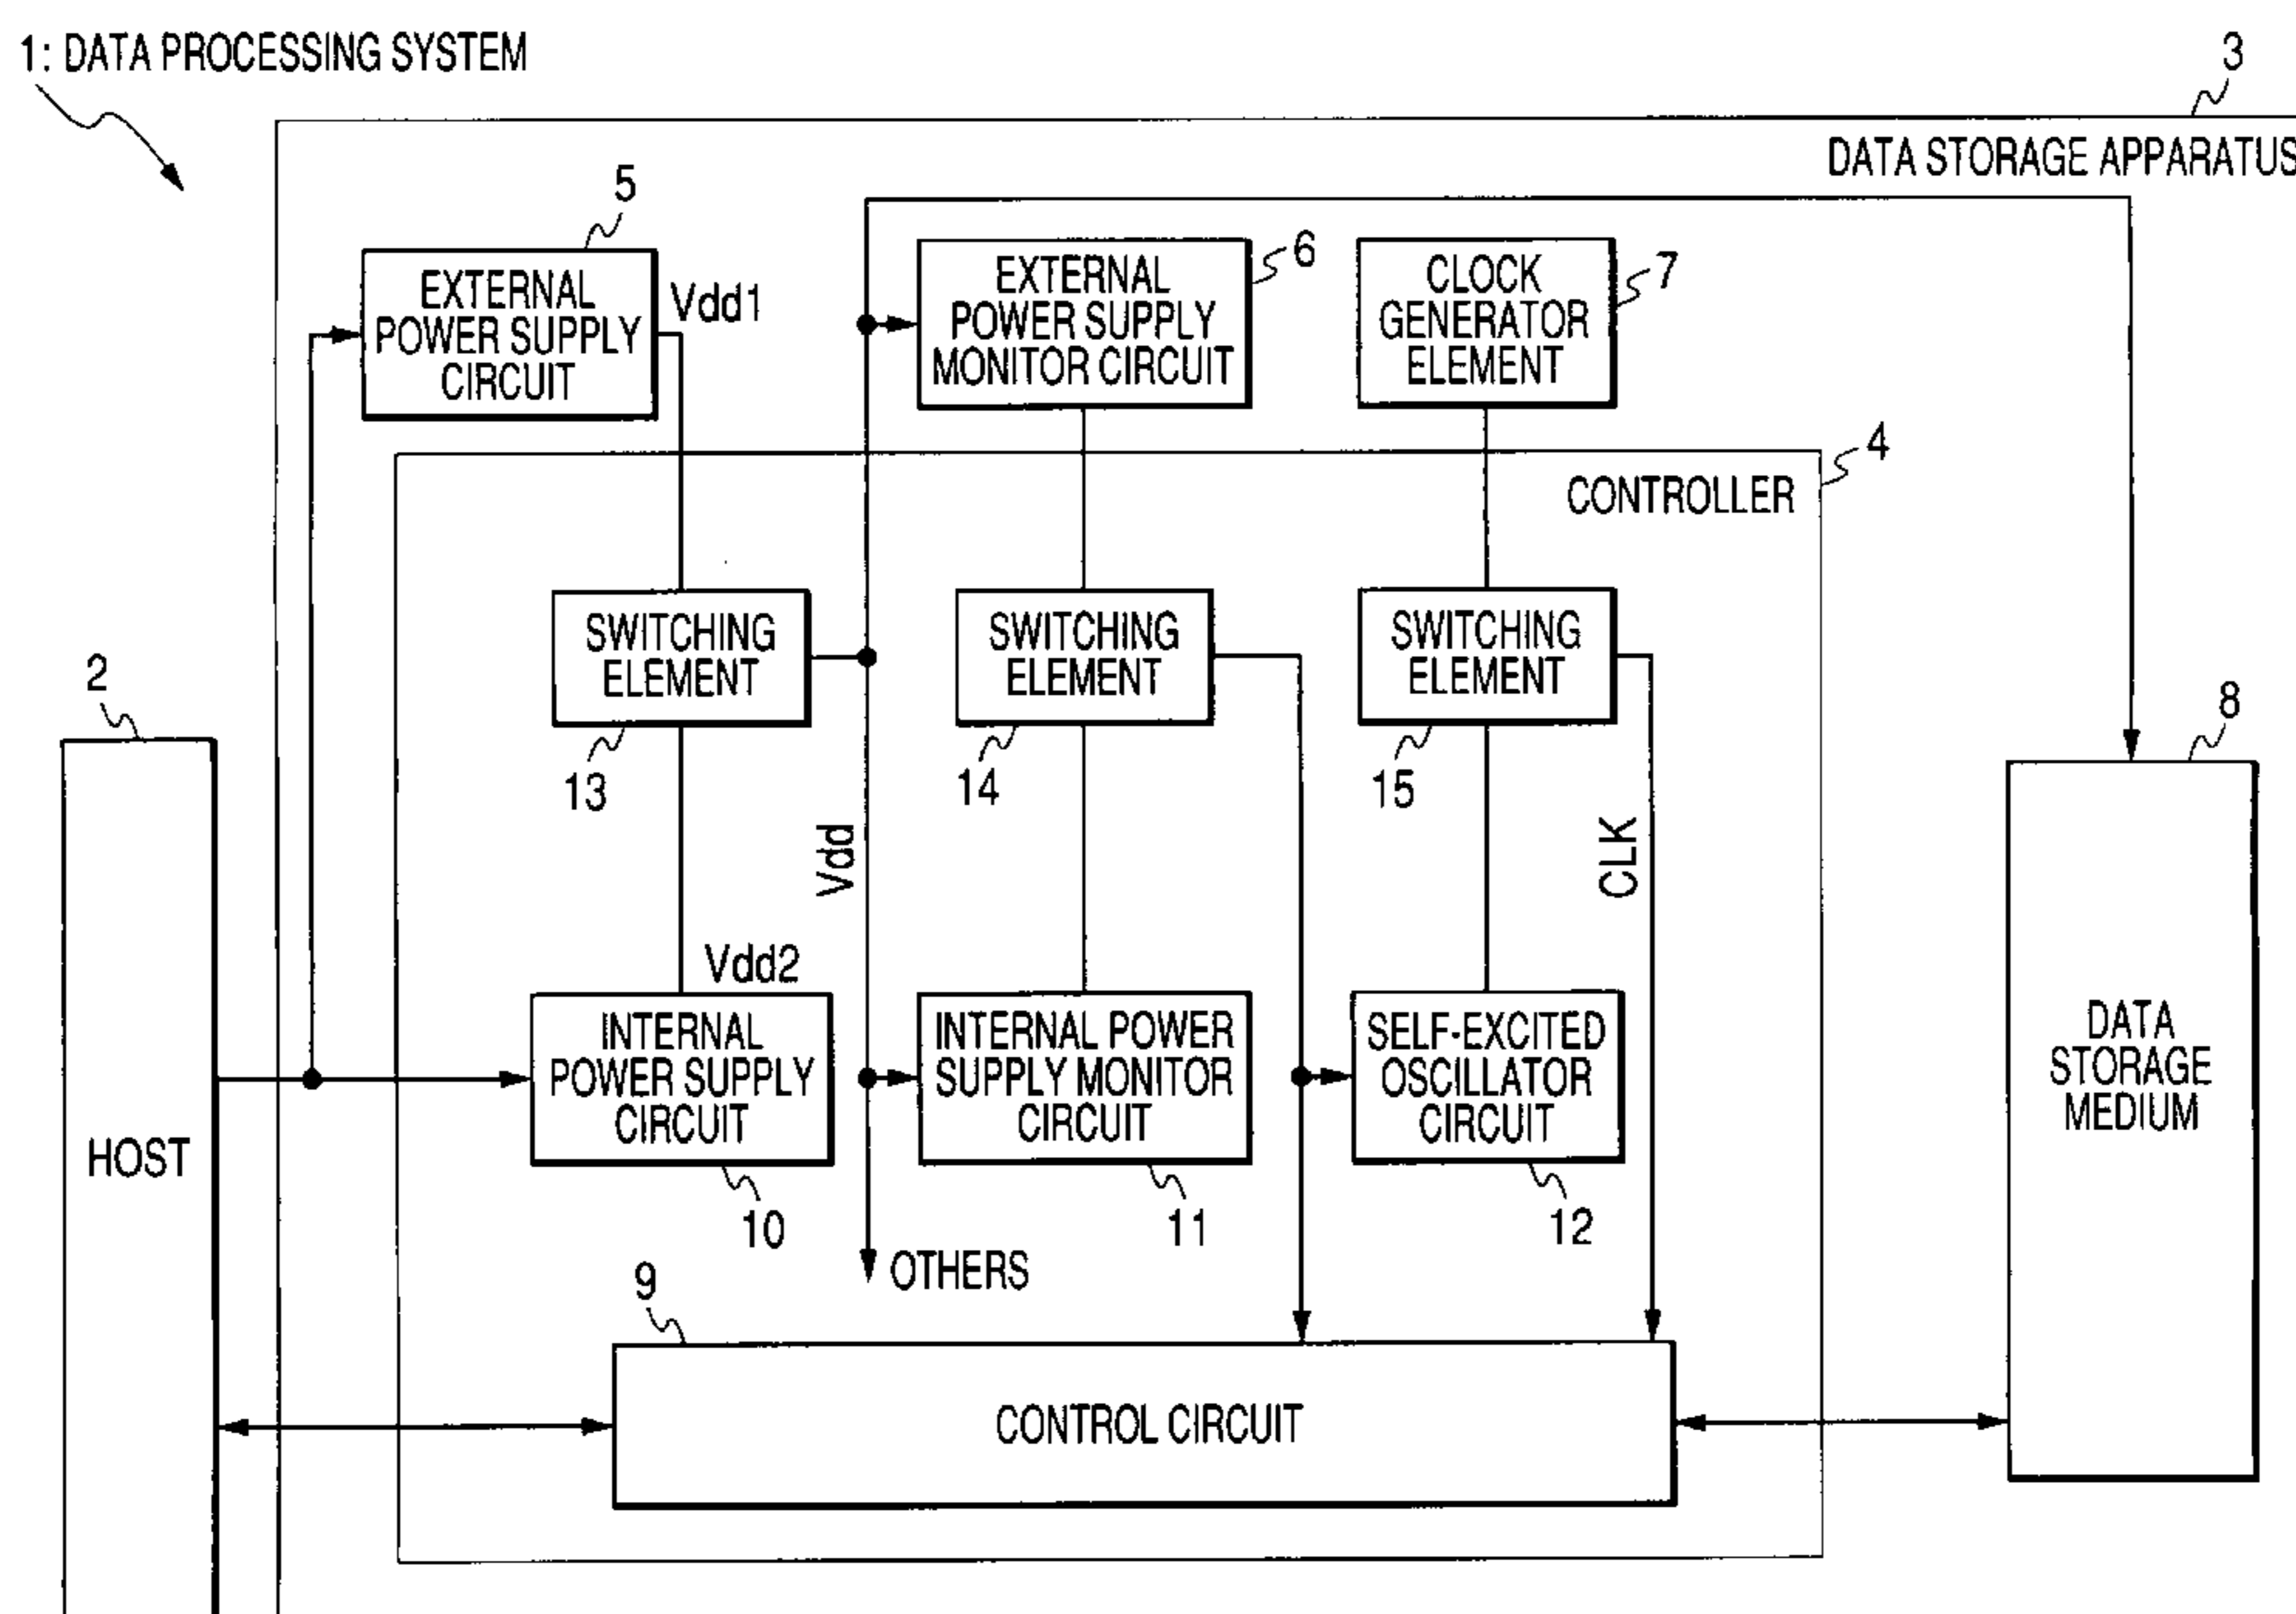 1: DATA PROCESSING SYSTEM
3
DATA STORAGE APPARATUS
5
EXTERNAL
POWER SUPPLY
CIRCUIT
Vdd1
EXTERNAL
POWER SUPPLY
MONITOR CIRCUIT
6
CLOCK
GENERATOR
ELEMENT
7
4
CONTROLLER
SWITCHING
ELEMENT
13
SWITCHING
ELEMENT
14
SWITCHING
ELEMENT
15
2
HOST
8
DATA
STORAGE
MEDIUM
Vdd
CLK
Vdd2
INTERNAL
POWER SUPPLY
CIRCUIT
10
INTERNAL POWER
SUPPLY MONITOR
CIRCUIT
11
SELF-EXCITED
OSCILLATOR
CIRCUIT
12
OTHERS
9
CONTROL CIRCUIT